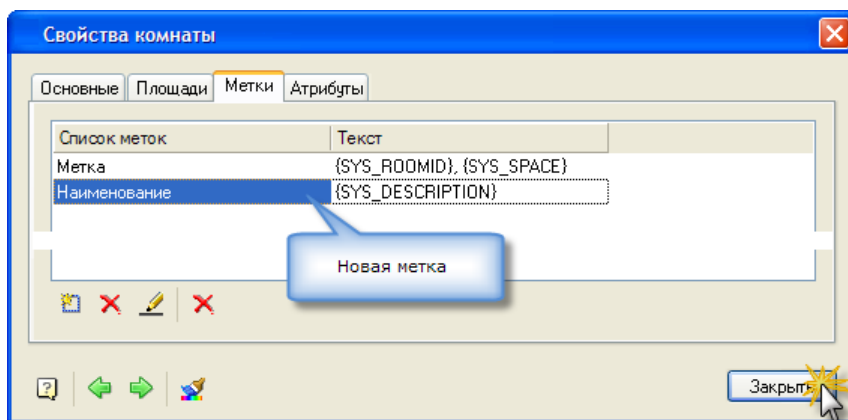 Свойства комнаты
Основные Площади Метки Атрибуты
Список меток Текст
Метка {SYS_ROOMID}, {SYS_SPACE}
Наименование {SYS_DESCRIPTION}
Новая метка
Закрыть